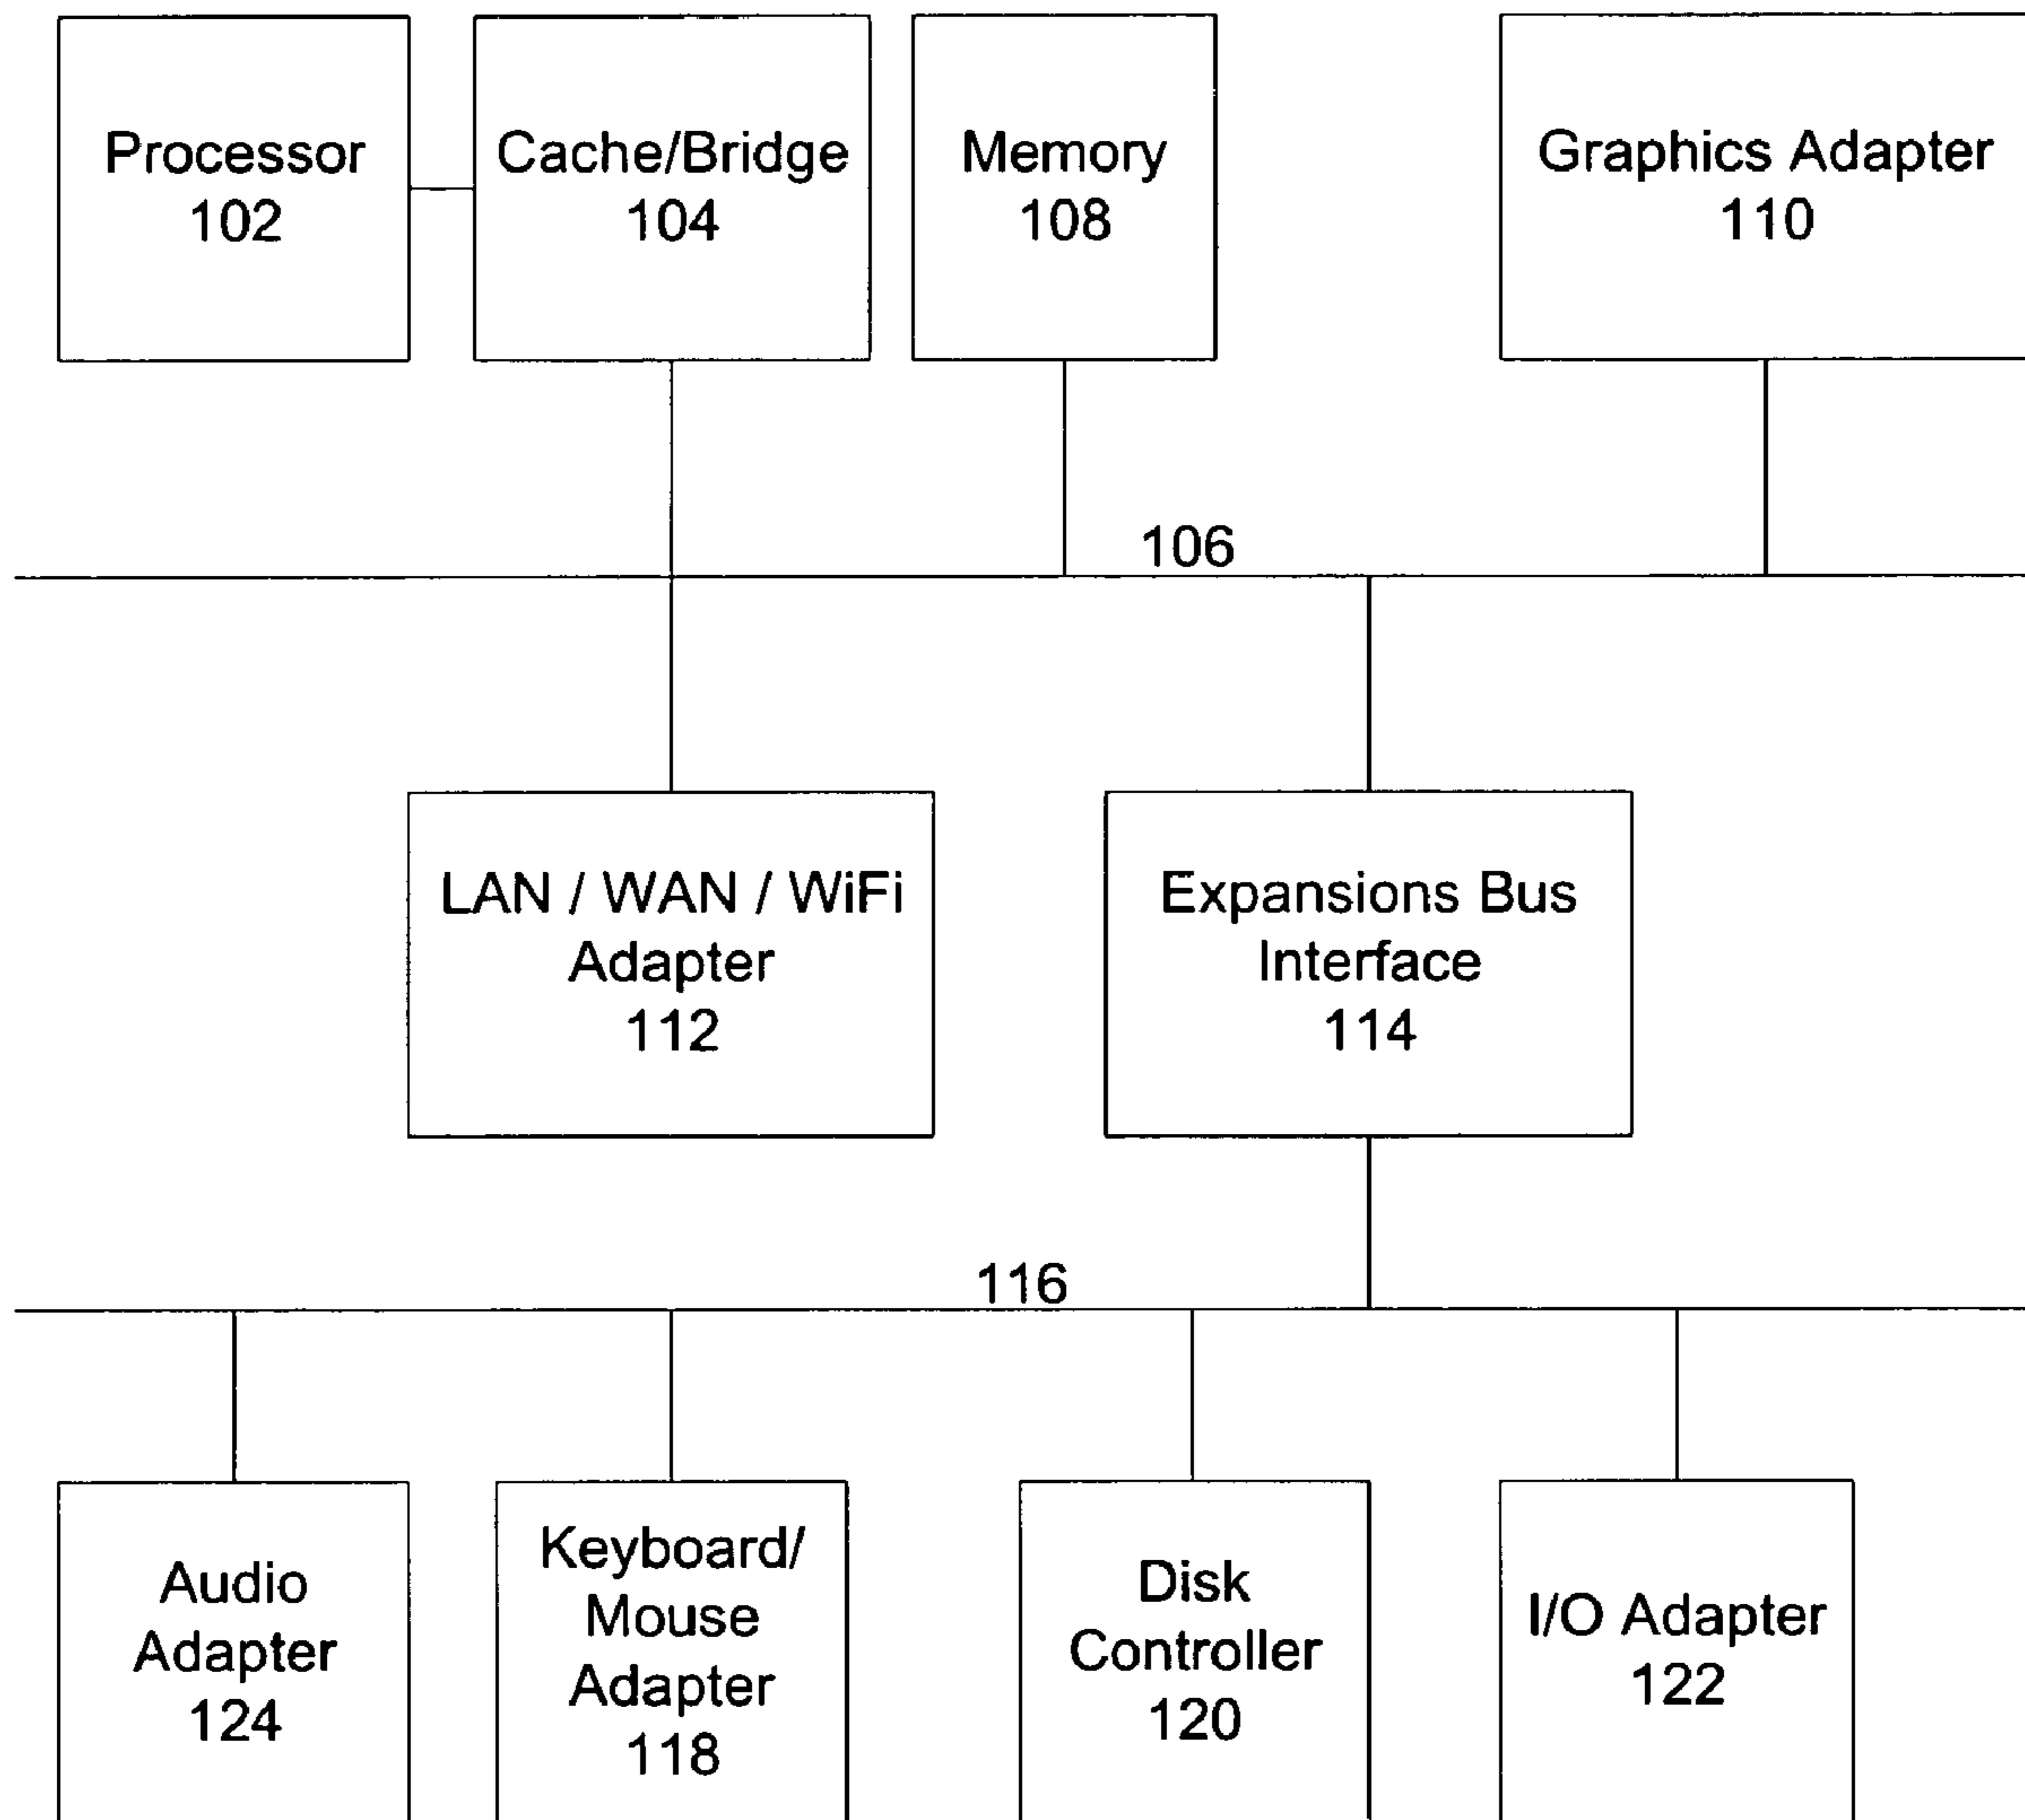 Processor
102
Cache/Bridge
104
Memory
108
Graphics Adapter
110
106
LAN / WAN / WiFi
Adapter
112
Expansions Bus
Interface
114
116
Audio
Adapter
124
Keyboard/
Mouse
Adapter
118
Disk
Controller
120
I/O Adapter
122